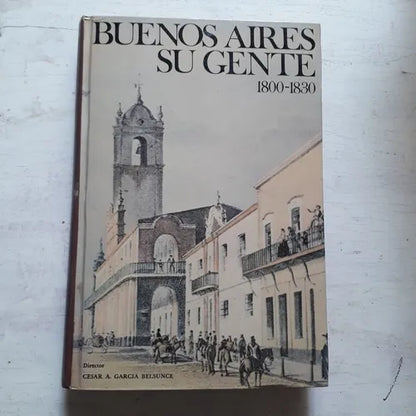 BUENOS AIRES
SU GENTE
1800-1830
Director
CESAR A. GARCIA BELSUNCE